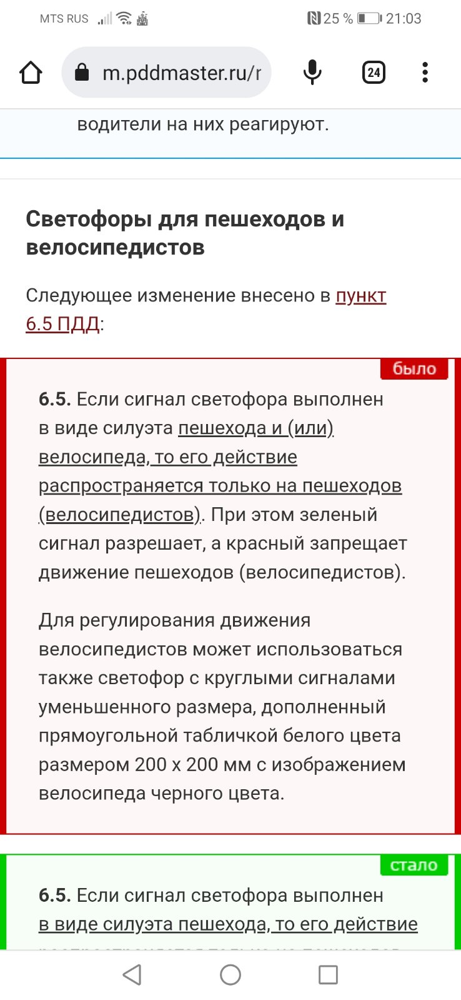 MTS RUS 25 % 21:03
m.pddmaster.ru/r 24
водители на них реагируют.
Светофоры для пешеходов и
велосипедистов
Следующее изменение внесено в пункт
6.5 ПДД:
было
6.5. Если сигнал светофора выполнен
в виде силуэта пешехода и (или)
велосипеда, то его действие
распространяется только на пешеходов
(велосипедистов). При этом зеленый
сигнал разрешает, а красный запрещает
движение пешеходов (велосипедистов).
Для регулирования движения
велосипедистов может использоваться
также светофор с круглыми сигналами
уменьшенного размера, дополненный
прямоугольной табличкой белого цвета
размером 200 x 200 мм с изображением
велосипеда черного цвета.
стало
6.5. Если сигнал светофора выполнен
в виде силуэта пешехода, то его действие